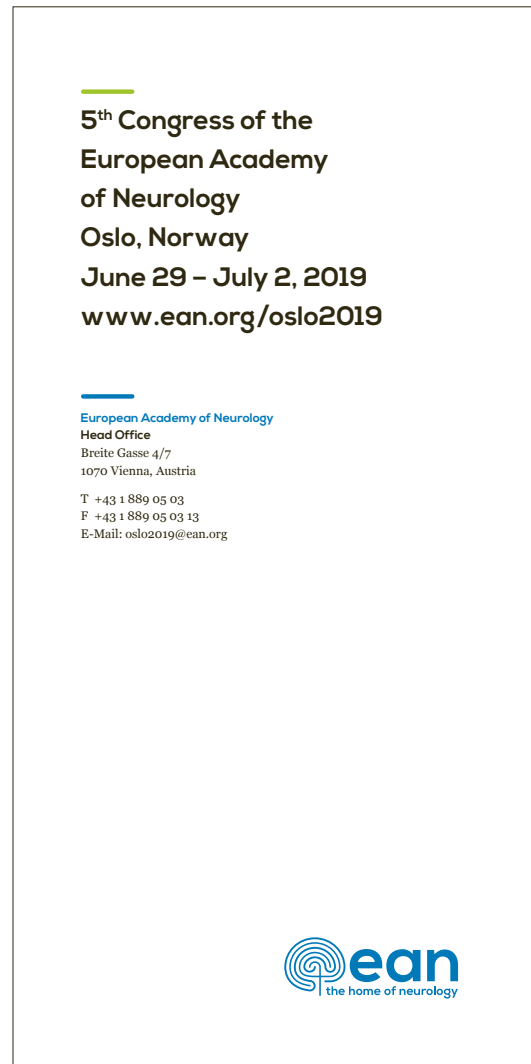 5th Congress of the
European Academy
of Neurology
Oslo, Norway
June 29 – July 2, 2019
www.ean.org/oslo2019
European Academy of Neurology
Head Office
Breite Gasse 4/7
1070 Vienna, Austria
T +43 1 889 05 03
F +43 1 889 05 03 13
E-Mail: oslo2019@ean.org
ean
the home of neurology